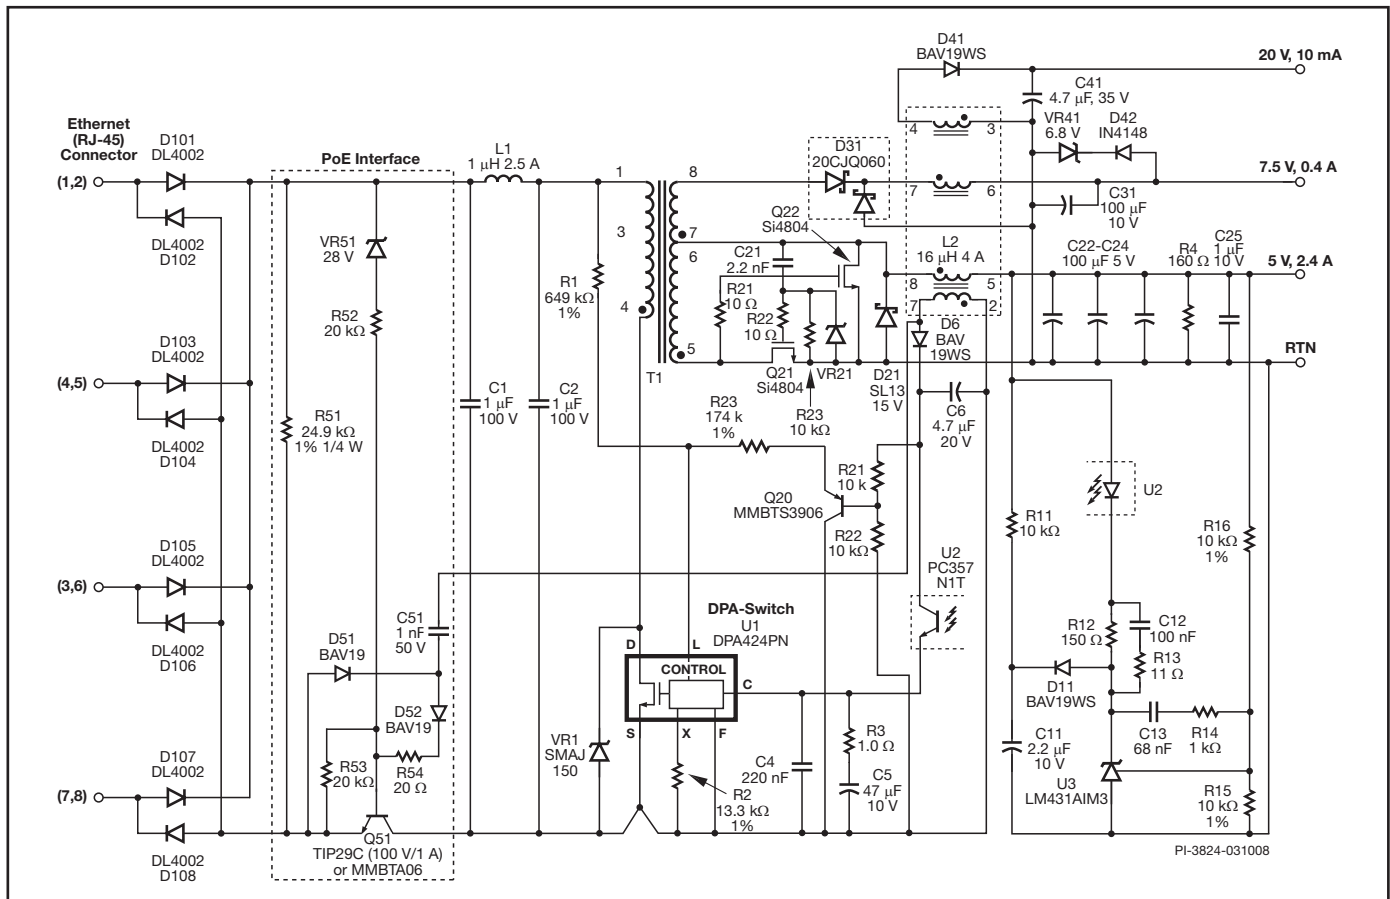 D41
BAV19WS
20 V, 10 mA
C41
4.7 μF, 35 V
VR41
6.8 V
D42
IN4148
4
3
Ethernet
(RJ-45)
Connector
D101
DL4002
PoE Interface
L1
1 μH 2.5 A
D31
20CJQ060
(1,2)
1
8
7
6
7.5 V, 0.4 A
DL4002
D102
VR51
28 V
3
7
6
Q22
Si4804
C31
100 μF
10 V
C21
2.2 nF
L2
16 μH 4 A
C22-C24
100 μF 5 V
R4
160 Ω
C25
1 μF
10 V
5 V, 2.4 A
R1
649 kΩ
1%
4
R21
10 Ω
R22
10 Ω
8
5
7
2
R52
20 kΩ
D6
BAV
19WS
D103
DL4002
5
RTN
T1
Q21
Si4804
VR21
D21
SL13
15 V
(4,5)
C1
1 μF
100 V
C2
1 μF
100 V
R23
174 k
1%
R23
10 kΩ
C6
4.7 μF
20 V
R51
24.9 kΩ
1% 1/4 W
DL4002
D104
R21
10 k
U2
Q20
MMBTS3906
R11
10 kΩ
R16
10 kΩ
1%
R22
10 kΩ
D105
DL4002
U2
PC357
N1T
(3,6)
DPA-Switch
U1
DPA424PN
C51
1 nF
50 V
R12
150 Ω
C12
100 nF
DL4002
D106
D51
BAV19
D
L
CONTROL
C
R13
11 Ω
D11
BAV19WS
D52
BAV19
S
X
F
VR1
SMAJ
150
R3
1.0 Ω
C11
2.2 μF
10 V
C13
68 nF
R14
1 kΩ
D107
DL4002
R53
20 kΩ
R54
20 Ω
C4
220 nF
C5
47 μF
10 V
(7,8)
R2
13.3 kΩ
1%
U3
LM431AIM3
R15
10 kΩ
1%
DL4002
D108
Q51
TIP29C (100 V/1 A)
or MMBTA06
PI-3824-031008